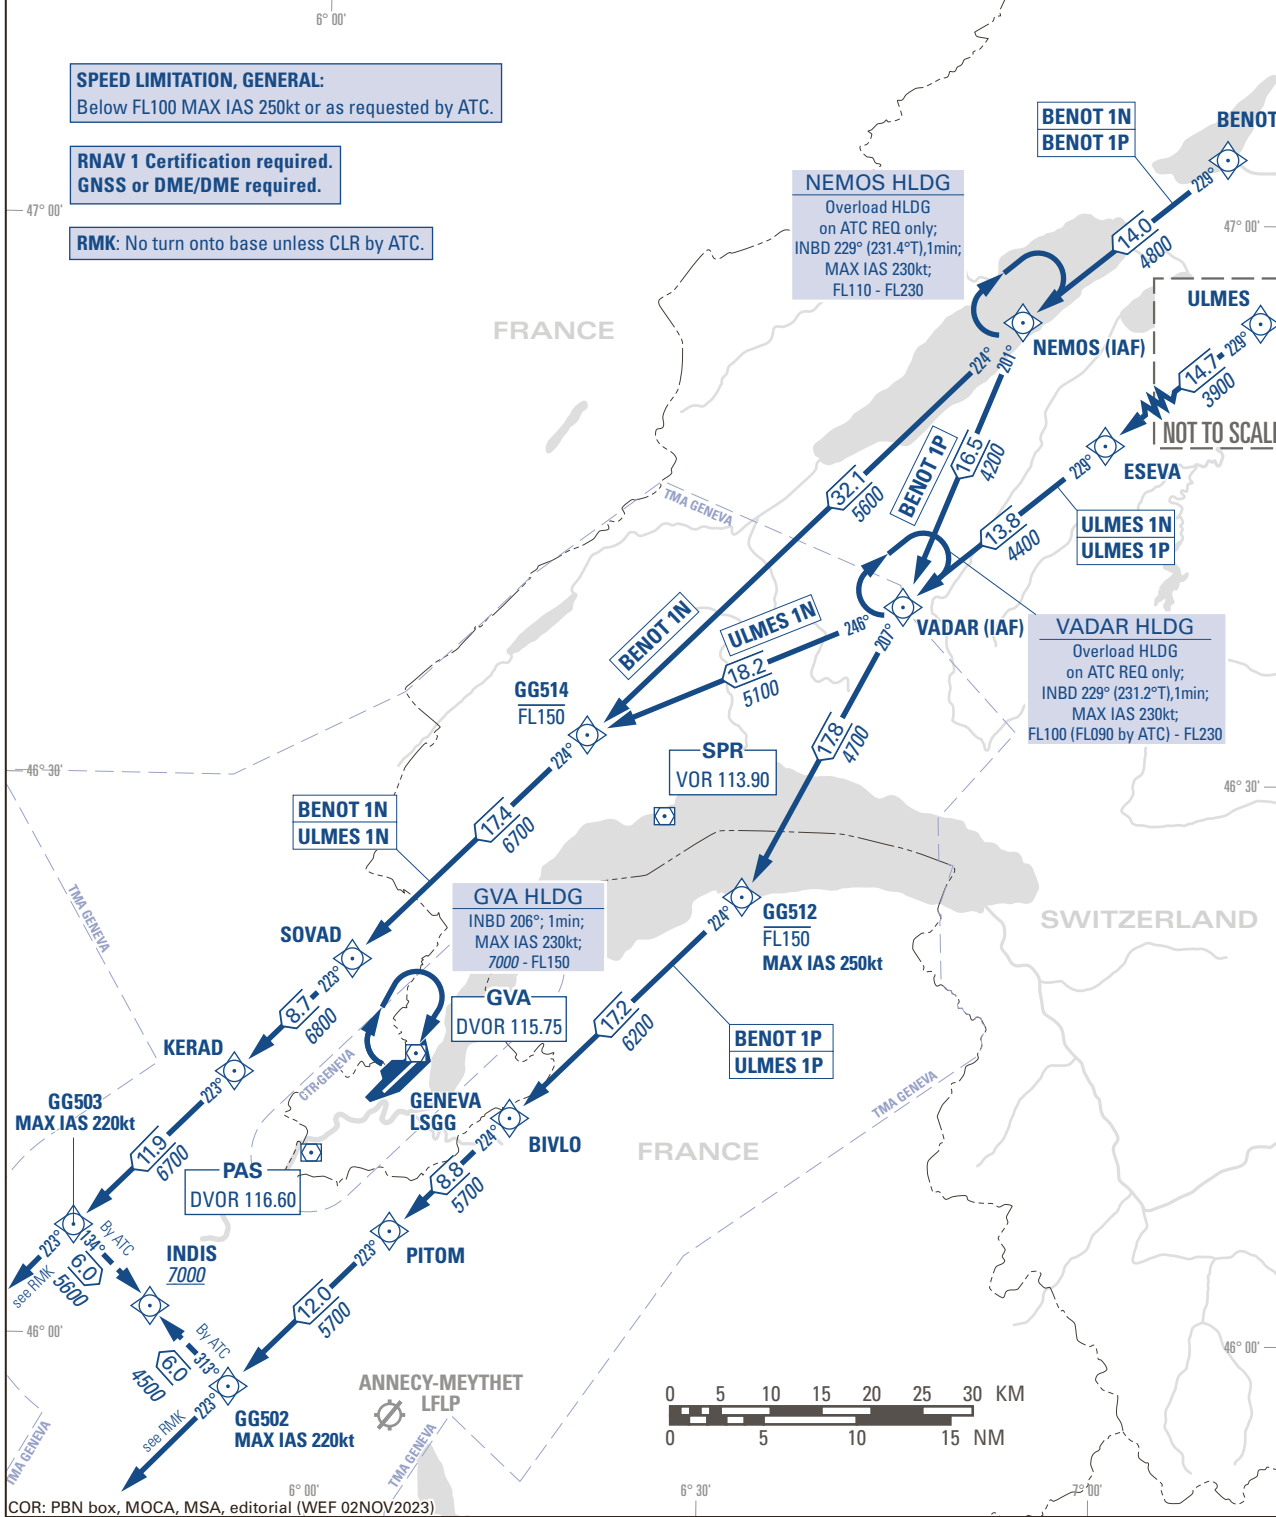 6° 00'
SPEED LIMITATION, GENERAL:
Below FL100 MAX IAS 250kt or as requested by ATC.
RNAV 1 Certification required.
GNSS or DME/DME required.
RMK: No turn onto base unless CLR by ATC.
47° 00'
47° 00'
BENOT 1N
BENOT 1P
BENOT
229°
14.0
4800
NEMOS HLDG
Overload HLDG
on ATC REQ only;
INBD 229° (231.4°T),1min;
MAX IAS 230kt;
FL110 - FL230
FRANCE
NEMOS (IAF)
224°
201°
ULMES
229°
14.7
3900
NOT TO SCALE
ESEVA
229°
BENOT 1P
16.5
4200
32.1
5600
TMA GENEVA
13.8
4400
ULMES 1N
ULMES 1P
VADAR (IAF)
246°
207°
VADAR HLDG
Overload HLDG
on ATC REQ only;
INBD 229° (231.2°T),1min;
MAX IAS 230kt;
FL100 (FL090 by ATC) - FL230
BENOT 1N
ULMES 1N
18.2
5100
GG514
FL150
224°
17.8
4700
SPR
VOR 113.90
46° 30'
46° 30'
BENOT 1N
ULMES 1N
17.4
6700
TMA GENEVA
GVA HLDG
INBD 206°; 1min;
MAX IAS 230kt;
7000 - FL150
GG512
FL150
MAX IAS 250kt
224°
SWITZERLAND
SOVAD
223°
8.7
6800
GVA
DVOR 115.75
17.2
6200
BENOT 1P
ULMES 1P
KERAD
223°
CTR-GENEVA
GENEVA
LSGG
TMA GENEVA
GG503
MAX IAS 220kt
BIVLO
224°
FRANCE
11.9
6700
PAS
DVOR 116.60
8.8
5700
223°
see RMK
134°
By ATC
6.0
5600
INDIS
7000
PITOM
223°
12.0
5700
46° 00'
46° 00'
By ATC
313°
6.0
4500
223°
see RMK
GG502
MAX IAS 220kt
ANNECY-MEYTHET
LFLP
TMA GENEVA
TMA GENEVA
0 5 10 15 20 25 30 KM
0 5 10 15 NM
6° 00'
6° 30'
7° 00'
COR: PBN box, MOCA, MSA, editorial (WEF 02NOV2023)